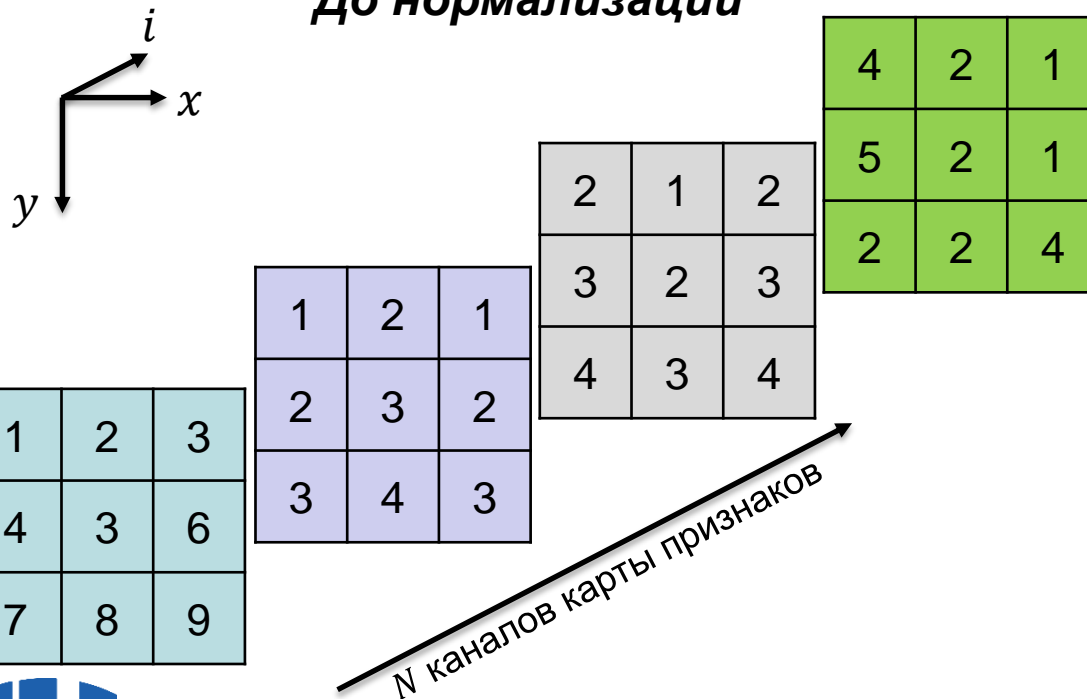 До нормализации
i
x
y
4 2 1
5 2 1
2 2 4
2 1 2
3 2 3
4 3 4
1 2 1
2 3 2
3 4 3
1 2 3
4 3 6
7 8 9
N каналов карты признаков